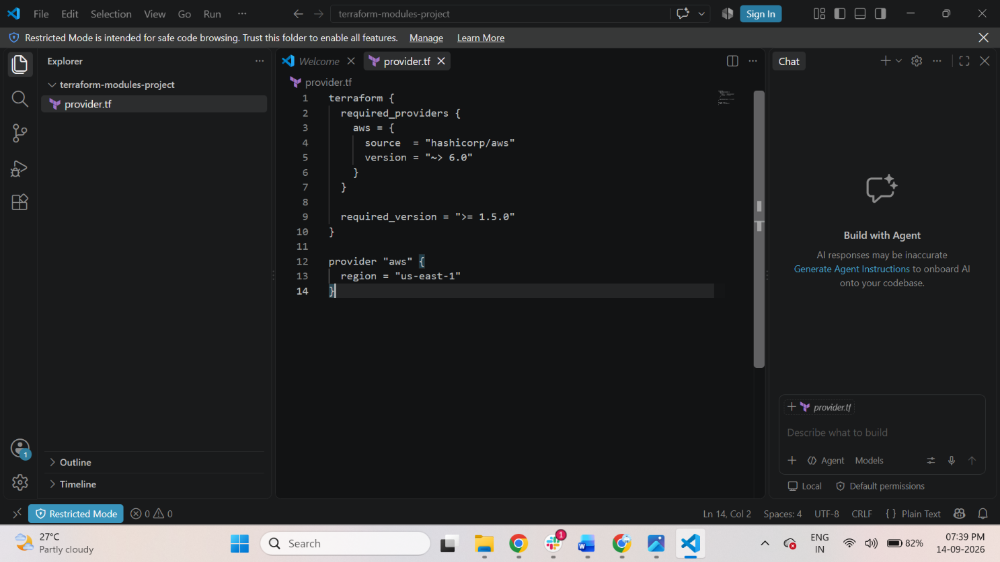 File Edit Selection View Go Run ···
terraform-modules-project
Sign In
Restricted Mode is intended for safe code browsing. Trust this folder to enable all features. Manage Learn More
Explorer
terraform-modules-project
provider.tf
Outline
Timeline
Welcome
provider.tf
provider.tf
1 terraform {
2 required_providers {
3 aws = {
4 source  = "hashicorp/aws"
5 version = "~> 6.0"
6 }
7 }
8
9 required_version = ">= 1.5.0"
10 }
11
12 provider "aws" {
13 region = "us-east-1"
14 }
Chat
Build with Agent
AI responses may be inaccurate
Generate Agent Instructions to onboard AI
onto your codebase.
provider.tf
Describe what to build
Agent Models
Local Default permissions
1
Restricted Mode 0 0
Ln 14, Col 2 Spaces: 4 UTF-8 CRLF { } Plain Text
27°C
Partly cloudy
Search
1
ENG
IN
82%
07:39 PM
14-09-2026